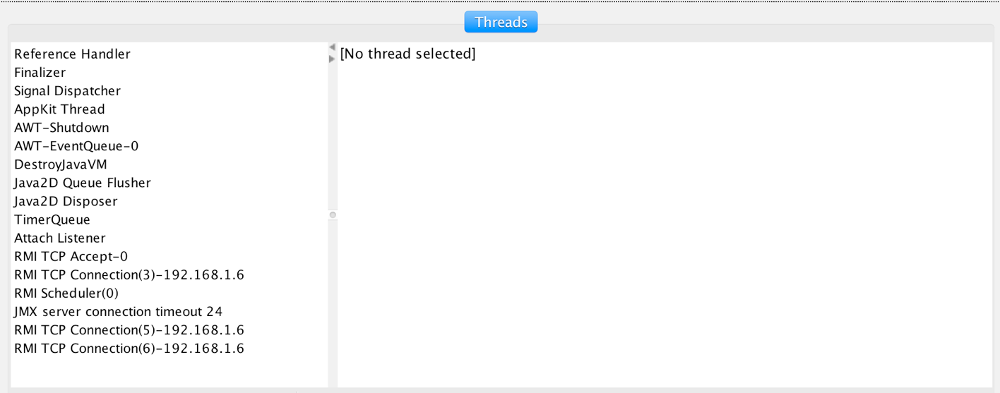 Threads
Reference Handler
Finalizer
Signal Dispatcher
AppKit Thread
AWT-Shutdown
AWT-EventQueue-0
DestroyJavaVM
Java2D Queue Flusher
Java2D Disposer
TimerQueue
Attach Listener
RMI TCP Accept-0
RMI TCP Connection(3)-192.168.1.6
RMI Scheduler(0)
JMX server connection timeout 24
RMI TCP Connection(5)-192.168.1.6
RMI TCP Connection(6)-192.168.1.6
[No thread selected]